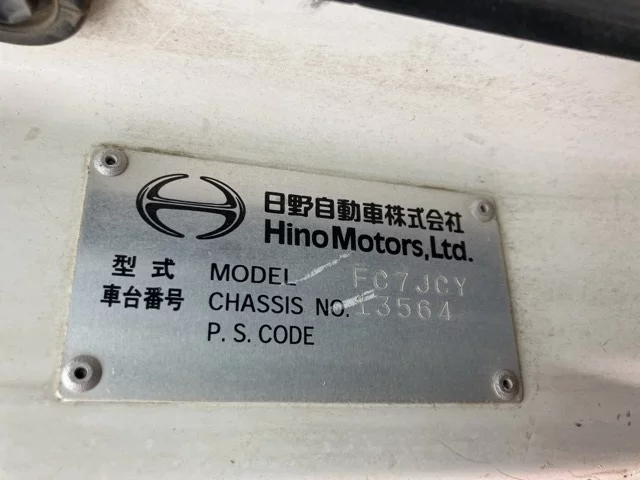 日野自動車株式会社
Hino Motors, Ltd.
型式 MODEL FC7JCY
車台番号 CHASSIS NO. 13564
P. S. CODE